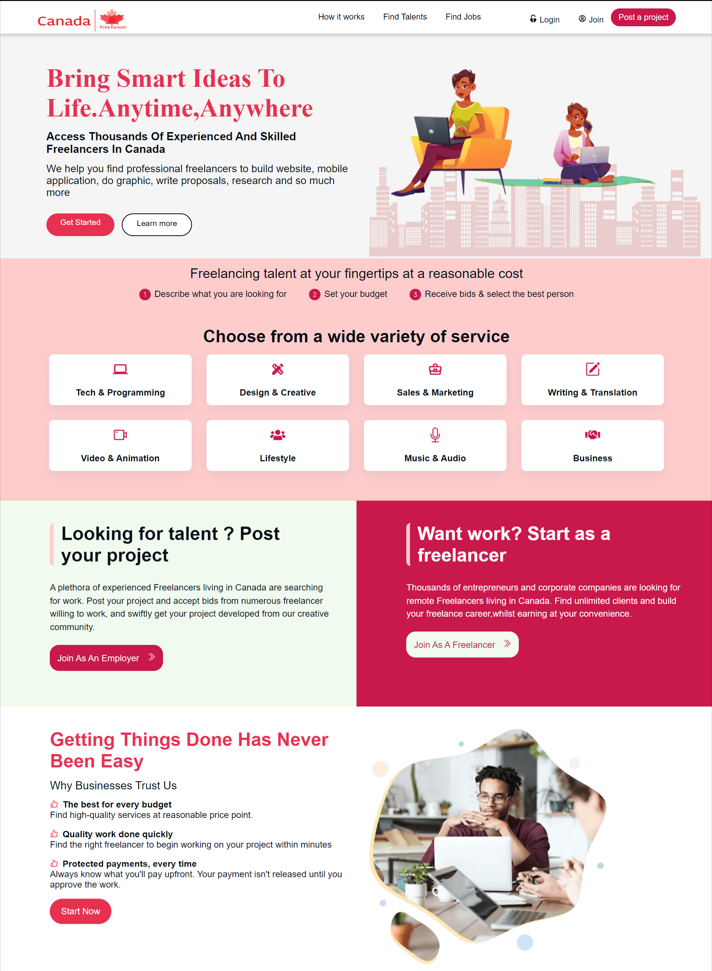 Canada
Freelancer
How it works
Find Talents
Find Jobs
Login
Join
Post a project
Bring Smart Ideas To
Life.Anytime,Anywhere
Access Thousands Of Experienced And Skilled
Freelancers In Canada
We help you find professional freelancers to build website, mobile
application, do graphic, write proposals, research and so much
more
Get Started
Learn more
Freelancing talent at your fingertips at a reasonable cost
1 Describe what you are looking for
2 Set your budget
3 Receive bids & select the best person
Choose from a wide variety of service
Tech & Programming
Design & Creative
Sales & Marketing
Writing & Translation
Video & Animation
Lifestyle
Music & Audio
Business
Looking for talent ? Post
your project
A plethora of experienced Freelancers living in Canada are searching
for work. Post your project and accept bids from numerous freelancer
willing to work, and swiftly get your project developed from our creative
community.
Join As An Employer
Want work? Start as a
freelancer
Thousands of entrepreneurs and corporate companies are looking for
remote Freelancers living in Canada. Find unlimited clients and build
your freelance career,whilst earning at your convenience.
Join As A Freelancer
Getting Things Done Has Never
Been Easy
Why Businesses Trust Us
The best for every budget
Find high-quality services at reasonable price point.
Quality work done quickly
Find the right freelancer to begin working on your project within minutes
Protected payments, every time
Always know what you'll pay upfront. Your payment isn't released until you
approve the work.
Start Now